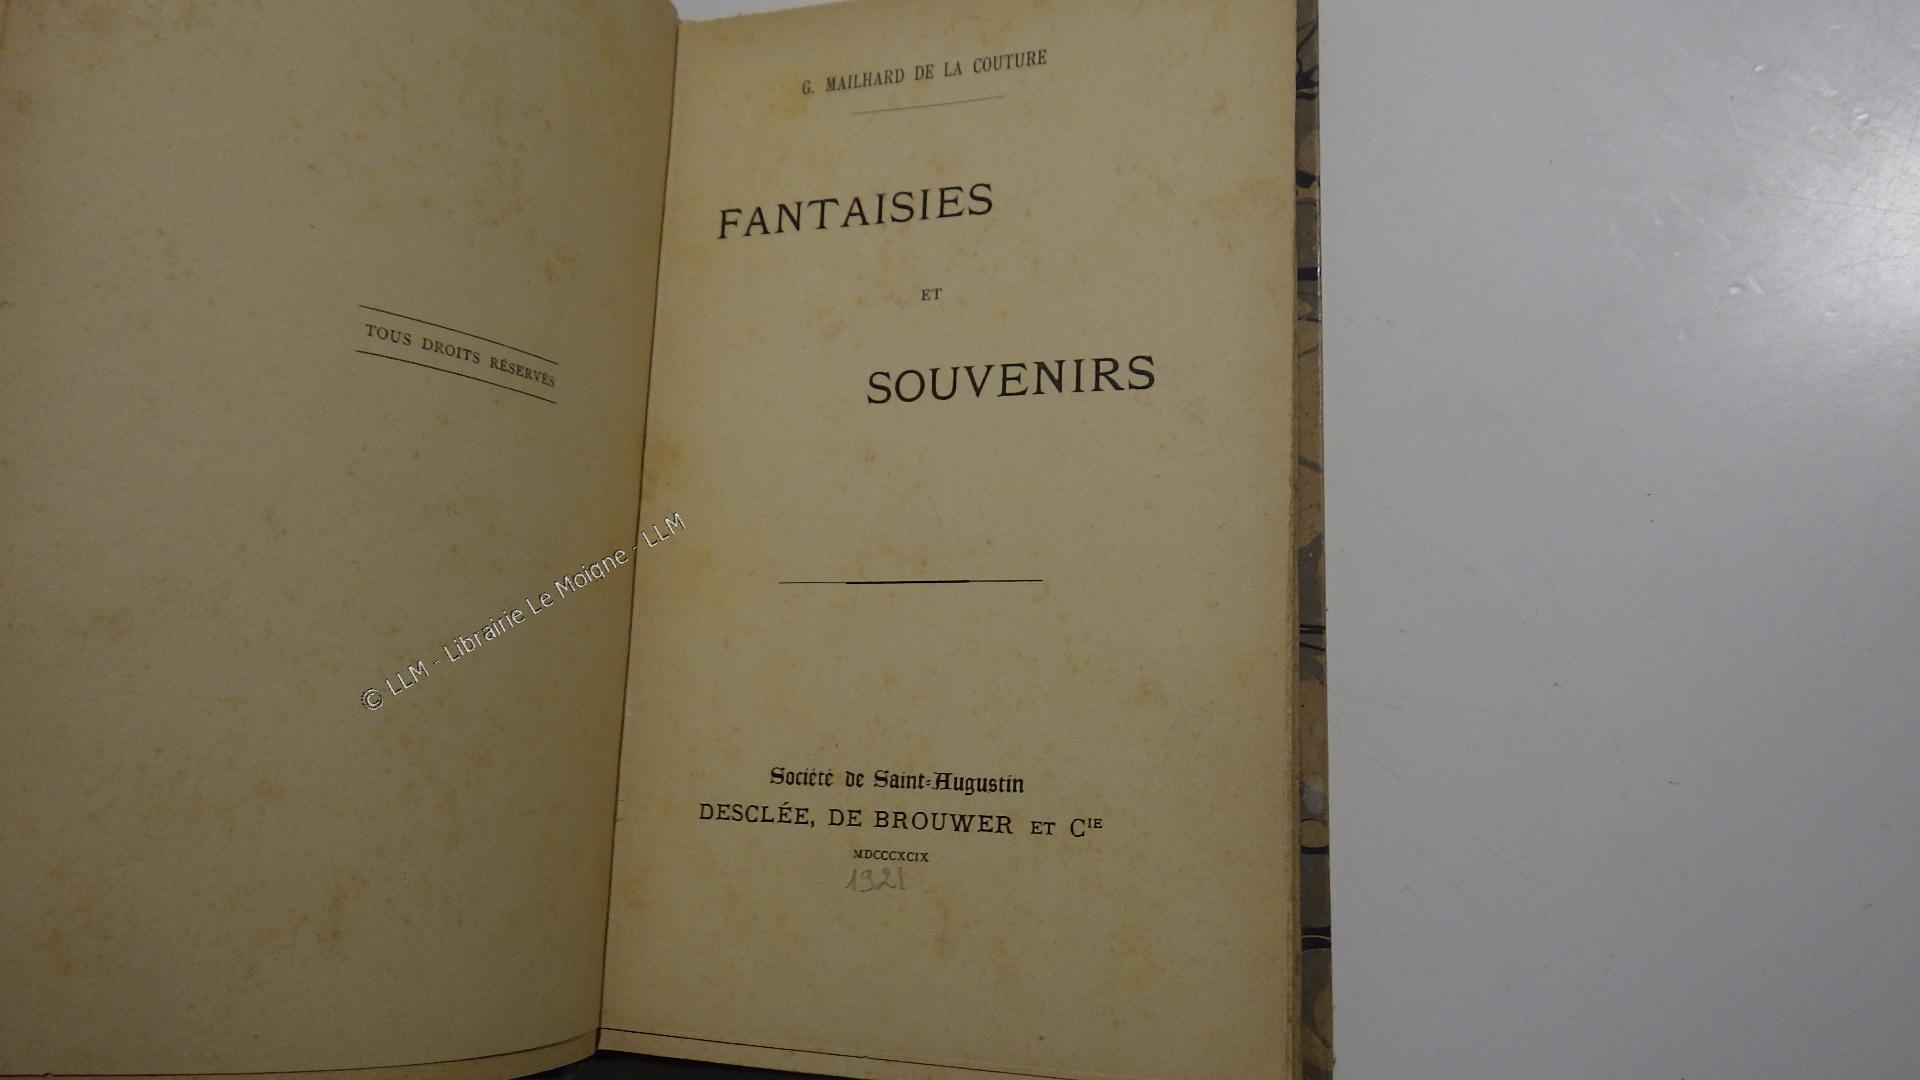 TOUS DROITS RÉSERVÉS
G. MAILHARD DE LA COUTURE
FANTAISIES
ET
SOUVENIRS
Société de Saint-Augustin
DESCLÉE, DE BROUWER ET CIE
MDCCCXCIX
1921
© LLM - Librairie Le Moigne - LLM